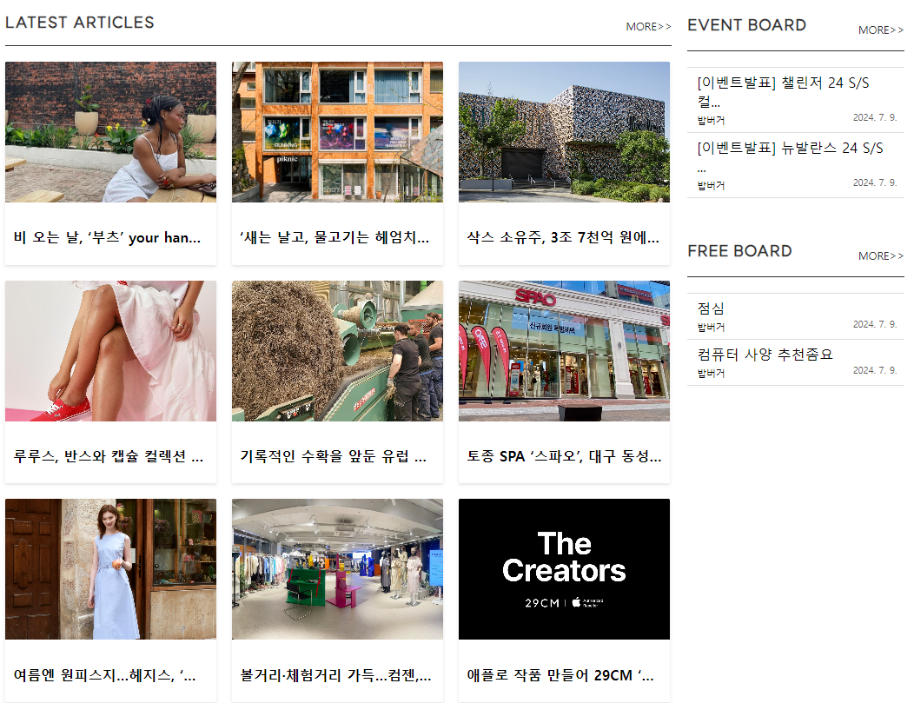 LATEST ARTICLES
MORE>>
piknic
비 오는 날, ‘부츠’ your han...
‘새는 날고, 물고기는 헤엄치...
삭스 소유주, 3조 7천억 원에...
SPAO
루루스, 반스와 캡슐 컬렉션 ...
기록적인 수확을 앞둔 유럽 ...
토종 SPA ‘스파오’, 대구 동성...
The
Creators
29CM
여름엔 원피스지...헤지스, ‘...
볼거리·체험거리 가득...컴젠,...
애플로 작품 만들어 29CM ‘...
EVENT BOARD
MORE>>
[이벤트발표] 챌린저 24 S/S
컬...
밥버거
2024. 7. 9.
[이벤트발표] 뉴발란스 24 S/S
...
밥버거
2024. 7. 9.
FREE BOARD
MORE>>
점심
밥버거
2024. 7. 9.
컴퓨터 사양 추천좀요
밥버거
2024. 7. 9.